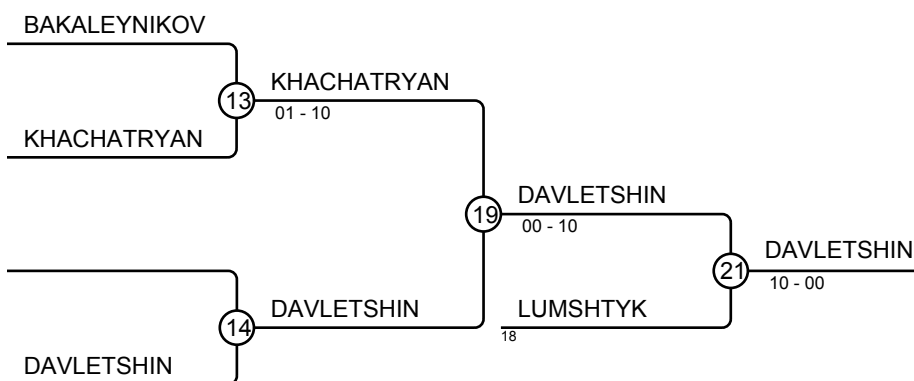 BAKALEYNIKOV
13
KHACHATRYAN
01 - 10
KHACHATRYAN
19
DAVLETSHIN
00 - 10
21
DAVLETSHIN
10 - 00
14
DAVLETSHIN
LUMSHTYK
18
DAVLETSHIN